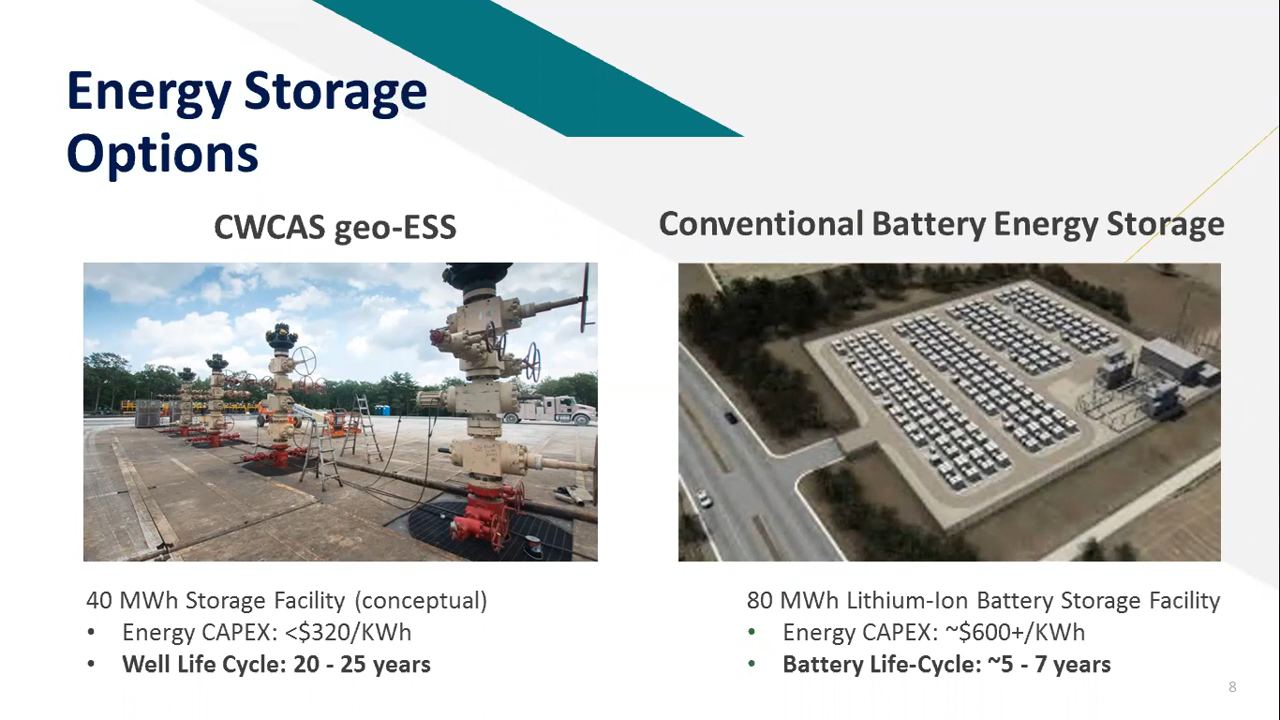 Energy Storage
Options
CWCAS geo-ESS
Conventional Battery Energy Storage
40 MWh Storage Facility (conceptual)
• Energy CAPEX: <$320/KWh
• Well Life Cycle: 20 - 25 years
80 MWh Lithium-Ion Battery Storage Facility
• Energy CAPEX: ~$600+/KWh
• Battery Life-Cycle: ~5 - 7 years
8